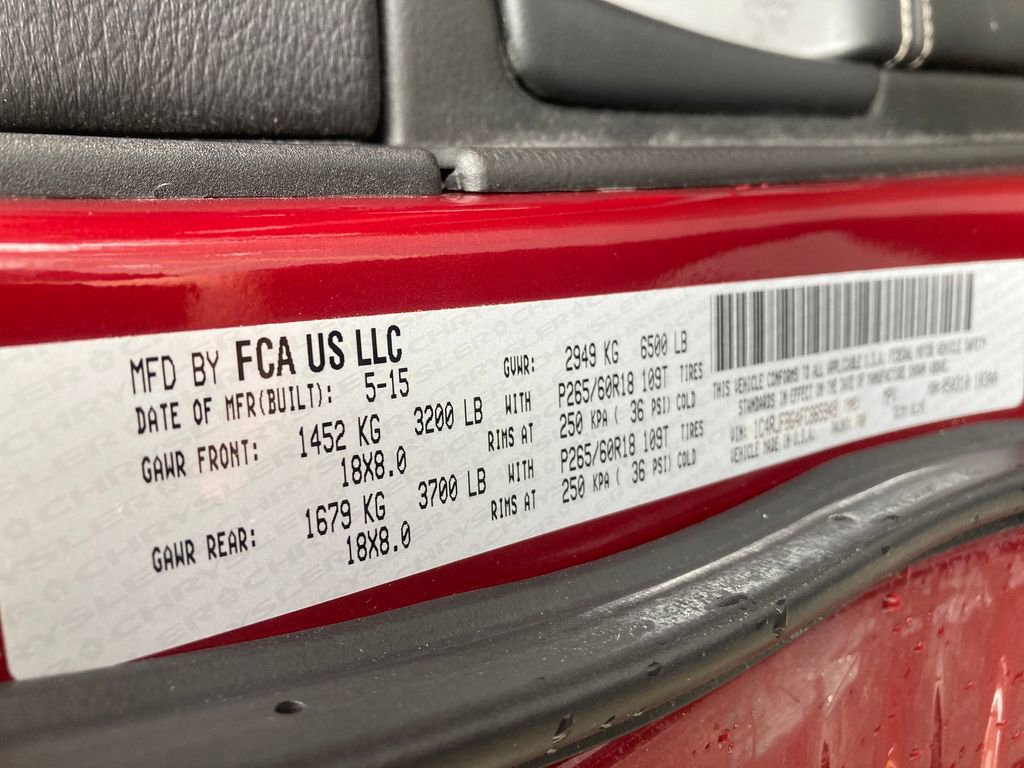 MFD BY FCA US LLC
DATE OF MFR(BUILT): 5-15
GVWR: 2949 KG 6500 LB
GAWR FRONT: 1452 KG 3200 LB WITH P265/60R18 109T TIRES
18X8.0 RIMS AT 250 KPA ( 36 PSI) COLD
GAWR REAR: 1679 KG 3700 LB WITH P265/60R18 109T TIRES
18X8.0 RIMS AT 250 KPA ( 36 PSI) COLD
THIS VEHICLE CONFORMS TO ALL APPLICABLE U.S.A. FEDERAL MOTOR VEHICLE SAFETY
STANDARDS IN EFFECT ON THE DATE OF MANUFACTURE SHOWN ABOVE.
VIN:
VEHICLE MADE IN U.S.A.
CHRYSLER